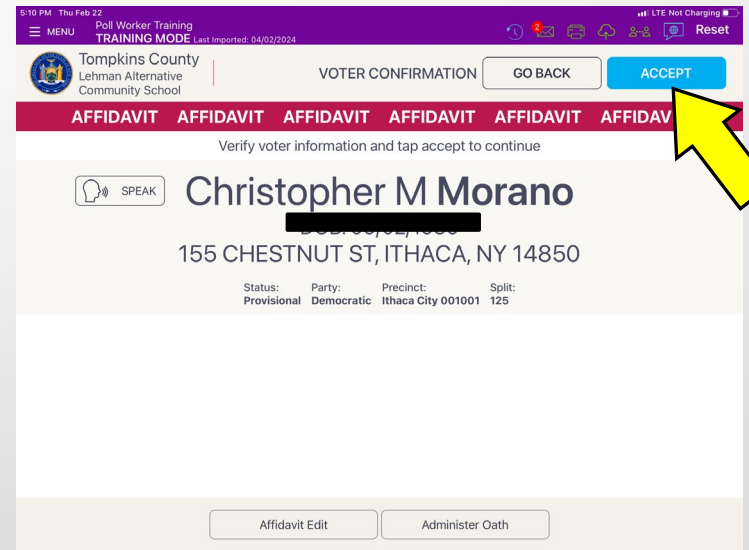 5:10 PM Thu Feb 22
LTE Not Charging
MENU
Poll Worker Training
TRAINING MODE Last Imported: 04/02/2024
2
Reset
Tompkins County
Lehman Alternative
Community School
VOTER CONFIRMATION
GO BACK
ACCEPT
AFFIDAVIT AFFIDAVIT AFFIDAVIT AFFIDAVIT AFFIDAVIT AFFIDAV
Verify voter information and tap accept to continue
SPEAK
Christopher M Morano
155 CHESTNUT ST, ITHACA, NY 14850
Status: Party: Precinct: Split:
Provisional Democratic Ithaca City 001001 125
Affidavit Edit
Administer Oath